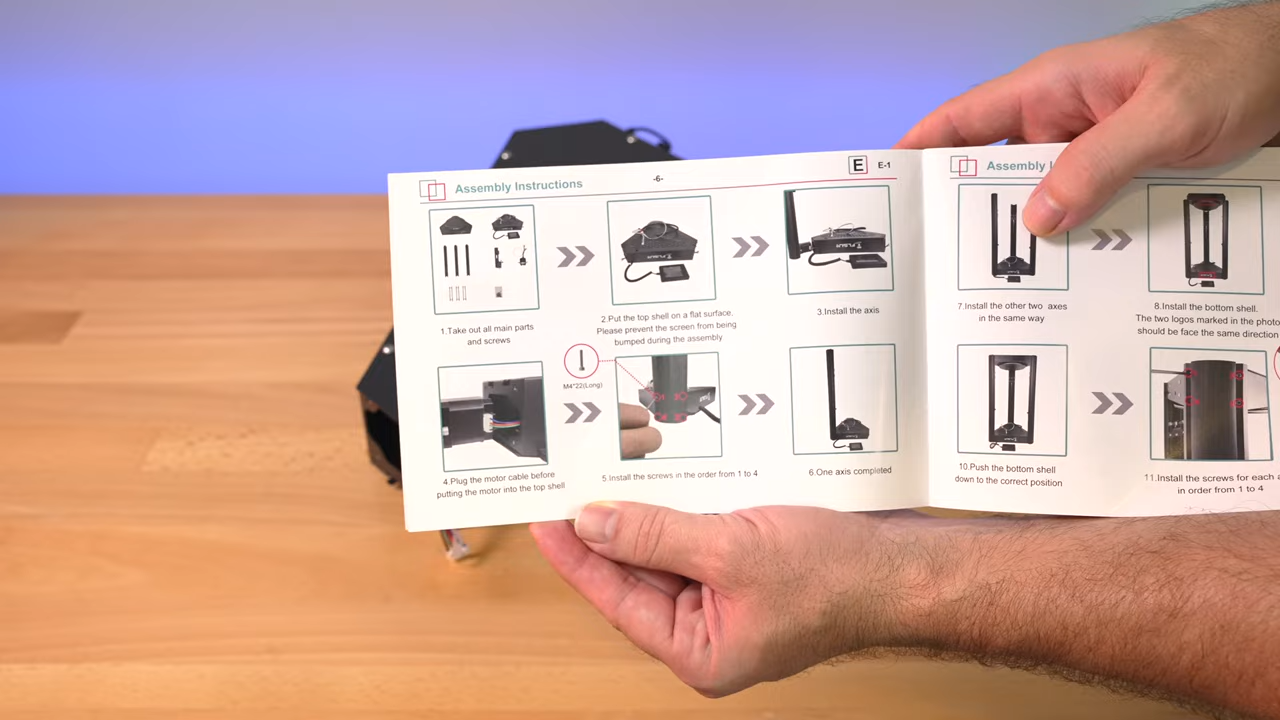 Assembly Instructions
-6-
E
E-1
1.Take out all main parts
and screws
2.Put the top shell on a flat surface.
Please prevent the screen from being
bumped during the assembly
3.Install the axis
M4*22(Long)
4.Plug the motor cable before
putting the motor into the top shell
5.Install the screws in the order from 1 to 4
6.One axis completed
Assembly
7.Install the other two axes
in the same way
8.Install the bottom shell.
The two logos marked in the photo
should be face the same direction
10.Push the bottom shell
down to the correct position
11.Install the screws for each
in order from 1 to 4